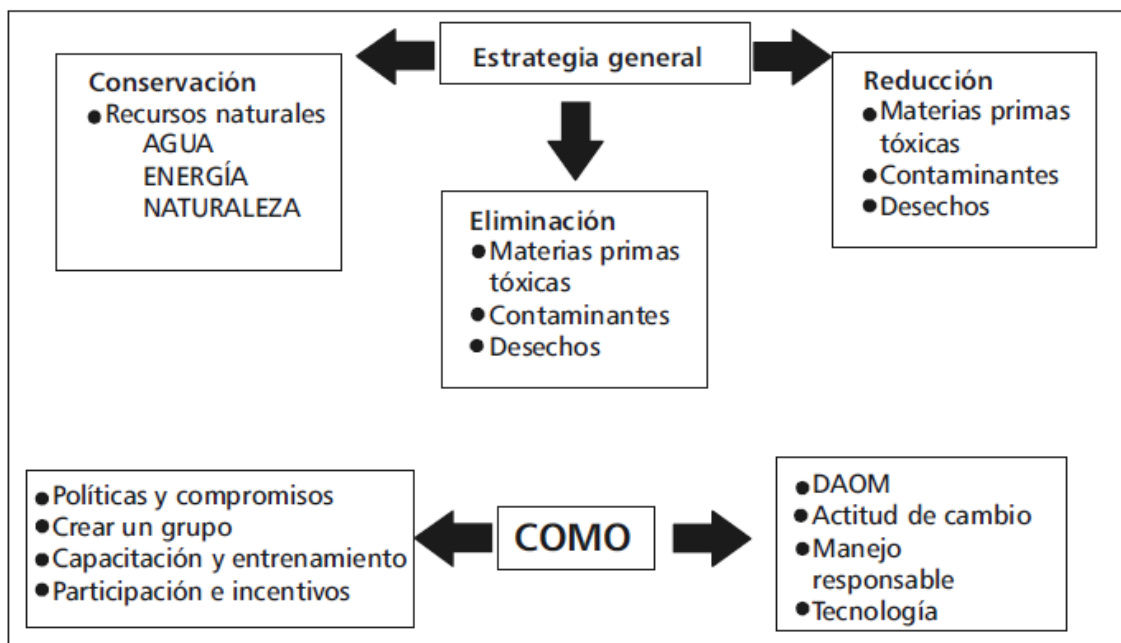 Estrategia general
Conservación
● Recursos naturales
AGUA
ENERGÍA
NATURALEZA
Eliminación
● Materias primas
tóxicas
● Contaminantes
● Desechos
Reducción
● Materias primas
tóxicas
● Contaminantes
● Desechos
COMO
● Políticas y compromisos
● Crear un grupo
● Capacitación y entrenamiento
● Participación e incentivos
● DAOM
● Actitud de cambio
● Manejo
responsable
● Tecnología